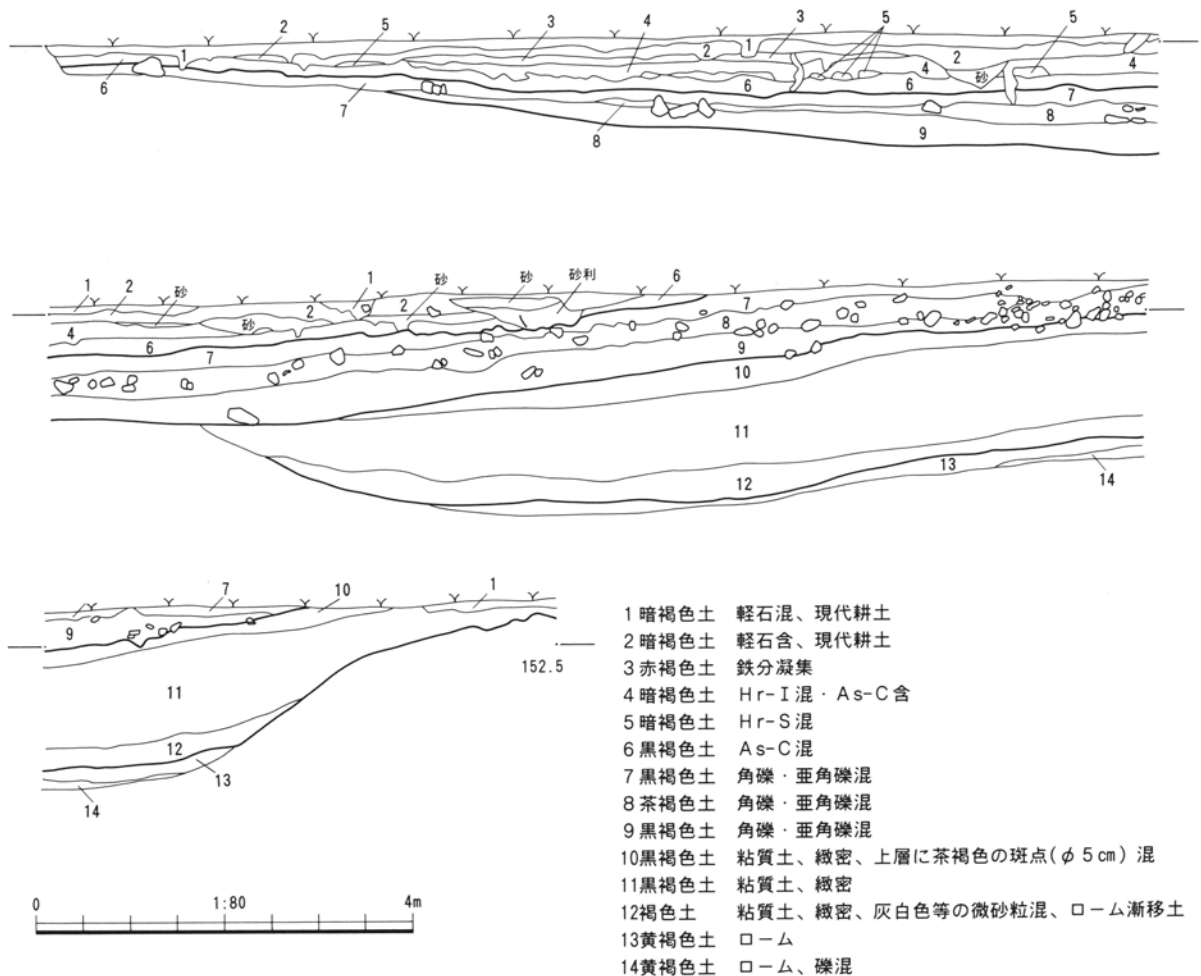 2 5 3 4 3 5 5
1 2 1 2 4
6 7 6 4 6 砂 7
8 9 8
1 2 砂 1 砂 砂 砂利 6
2 2 7
4 砂 8
6 7 9
10
11
12 13 14
7 10 1
9
152.5
11
12
13
14
1暗褐色土 軽石混、現代耕土
2暗褐色土 軽石含、現代耕土
3赤褐色土 鉄分凝集
4暗褐色土 Hr-I混・As-C含
5暗褐色土 Hr-S混
6黒褐色土 As-C混
7黒褐色土 角礫・亜角礫混
8茶褐色土 角礫・亜角礫混
9黒褐色土 角礫・亜角礫混
10黒褐色土 粘質土、緻密、上層に茶褐色の斑点(φ5㎝)混
11黒褐色土 粘質土、緻密
12褐色土 粘質土、緻密、灰白色等の微砂粒混、ローム漸移土
13黄褐色土 ローム
14黄褐色土 ローム、礫混
0 1:80 4m